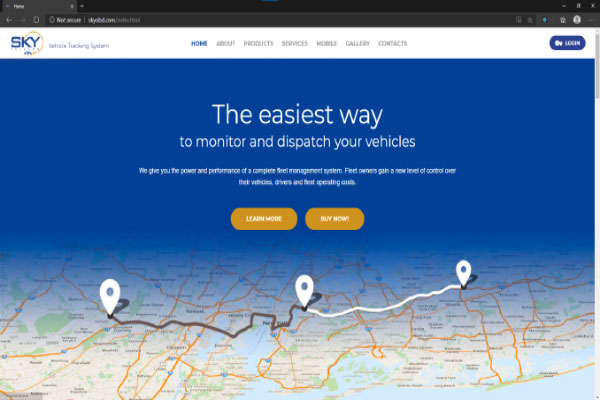 Home
Not secure | skyobd.com/index.html
SKY
Vehicle Tracking System
HOME ABOUT PRODUCTS SERVICES MOBILE GALLERY CONTACTS
LOGIN
The easiest way
to monitor and dispatch your vehicles
We give you the power and performance of a complete fleet management system. Fleet owners gain a new level of control over
their vehicles, drivers and fleet operating costs.
LEARN MORE BUY NOW!
Newark